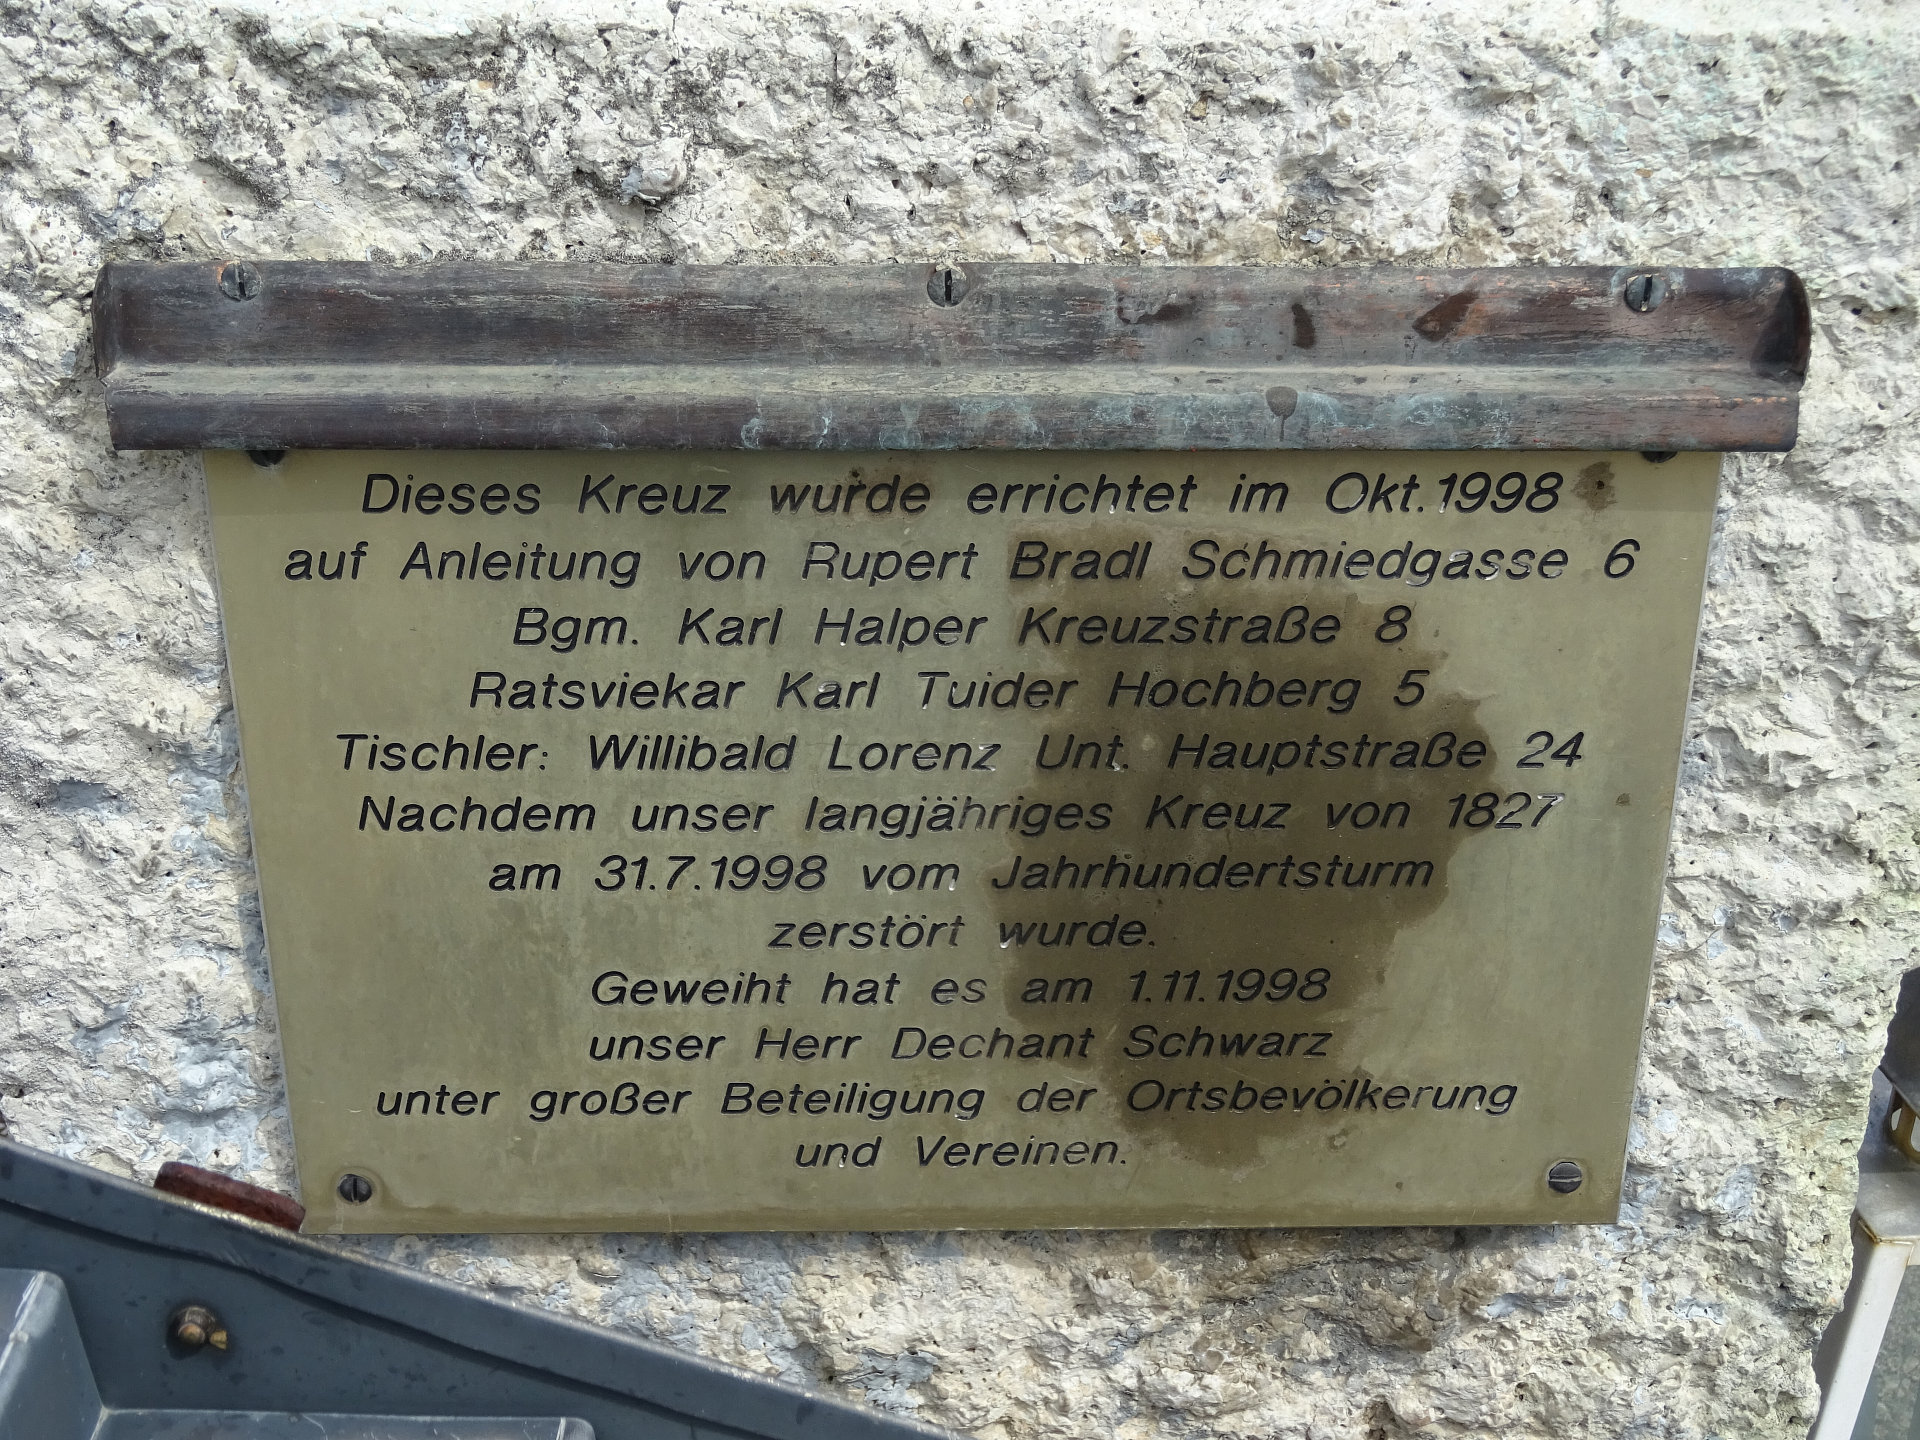 Dieses Kreuz wurde errichtet im Okt.1998
auf Anleitung von Rupert Bradl Schmiedgasse 6
Bgm. Karl Halper Kreuzstraße 8
Ratsviekar Karl Tuider Hochberg 5
Tischler: Willibald Lorenz Unt. Hauptstraße 24
Nachdem unser langjähriges Kreuz von 1827
am 31.7.1998 vom Jahrhundertsturm
zerstört wurde.
Geweiht hat es am 1.11.1998
unser Herr Dechant Schwarz
unter großer Beteiligung der Ortsbevölkerung
und Vereinen.